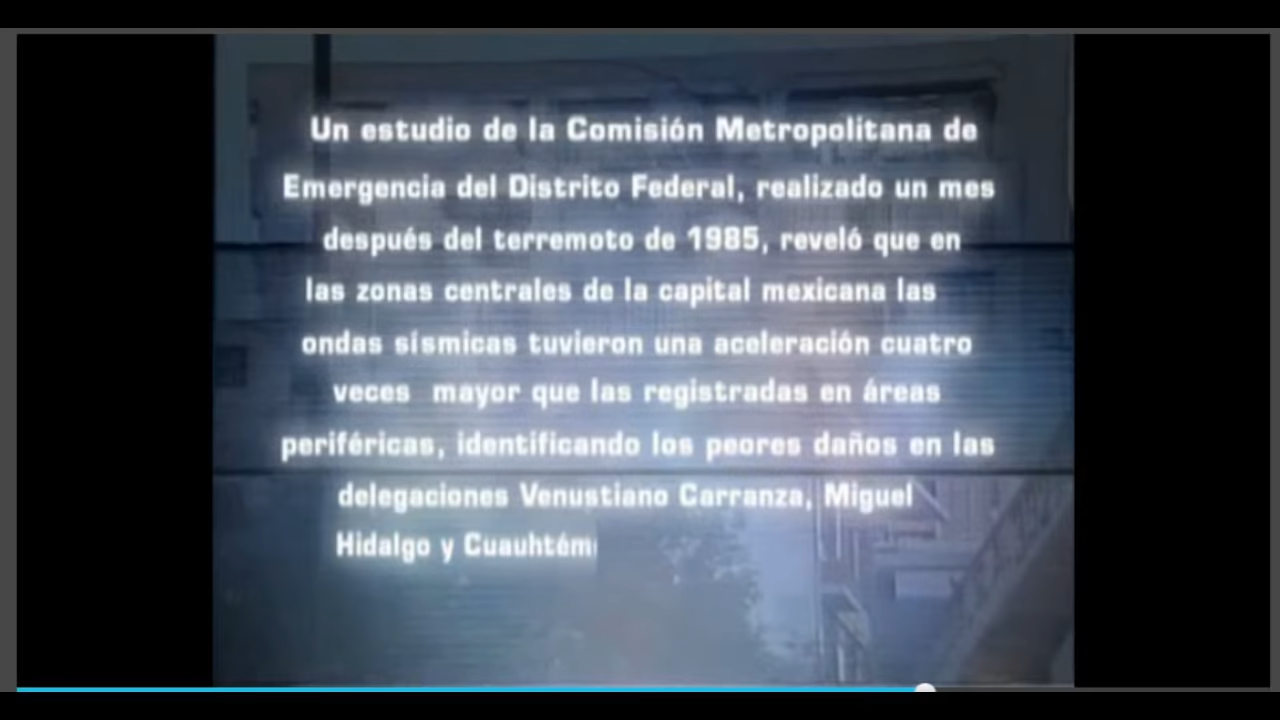 Un estudio de la Comisión Metropolitana de
Emergencia del Distrito Federal, realizado un mes
después del terremoto de 1985, reveló que en
las zonas centrales de la capital mexicana las
ondas sísmicas tuvieron una aceleración cuatro
veces mayor que las registradas en áreas
periféricas, identificando los peores daños en las
delegaciones Venustiano Carranza, Miguel
Hidalgo y Cuauhtém